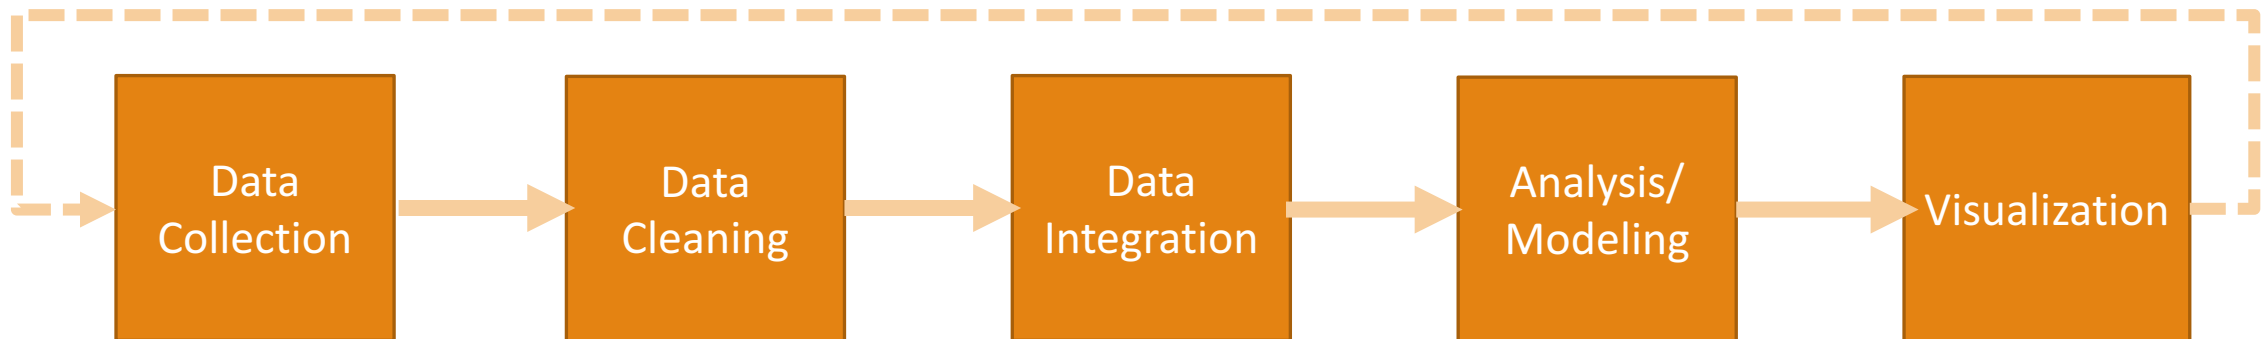 Data
Collection
Data
Cleaning
Data
Integration
Analysis/
Modeling
Visualization